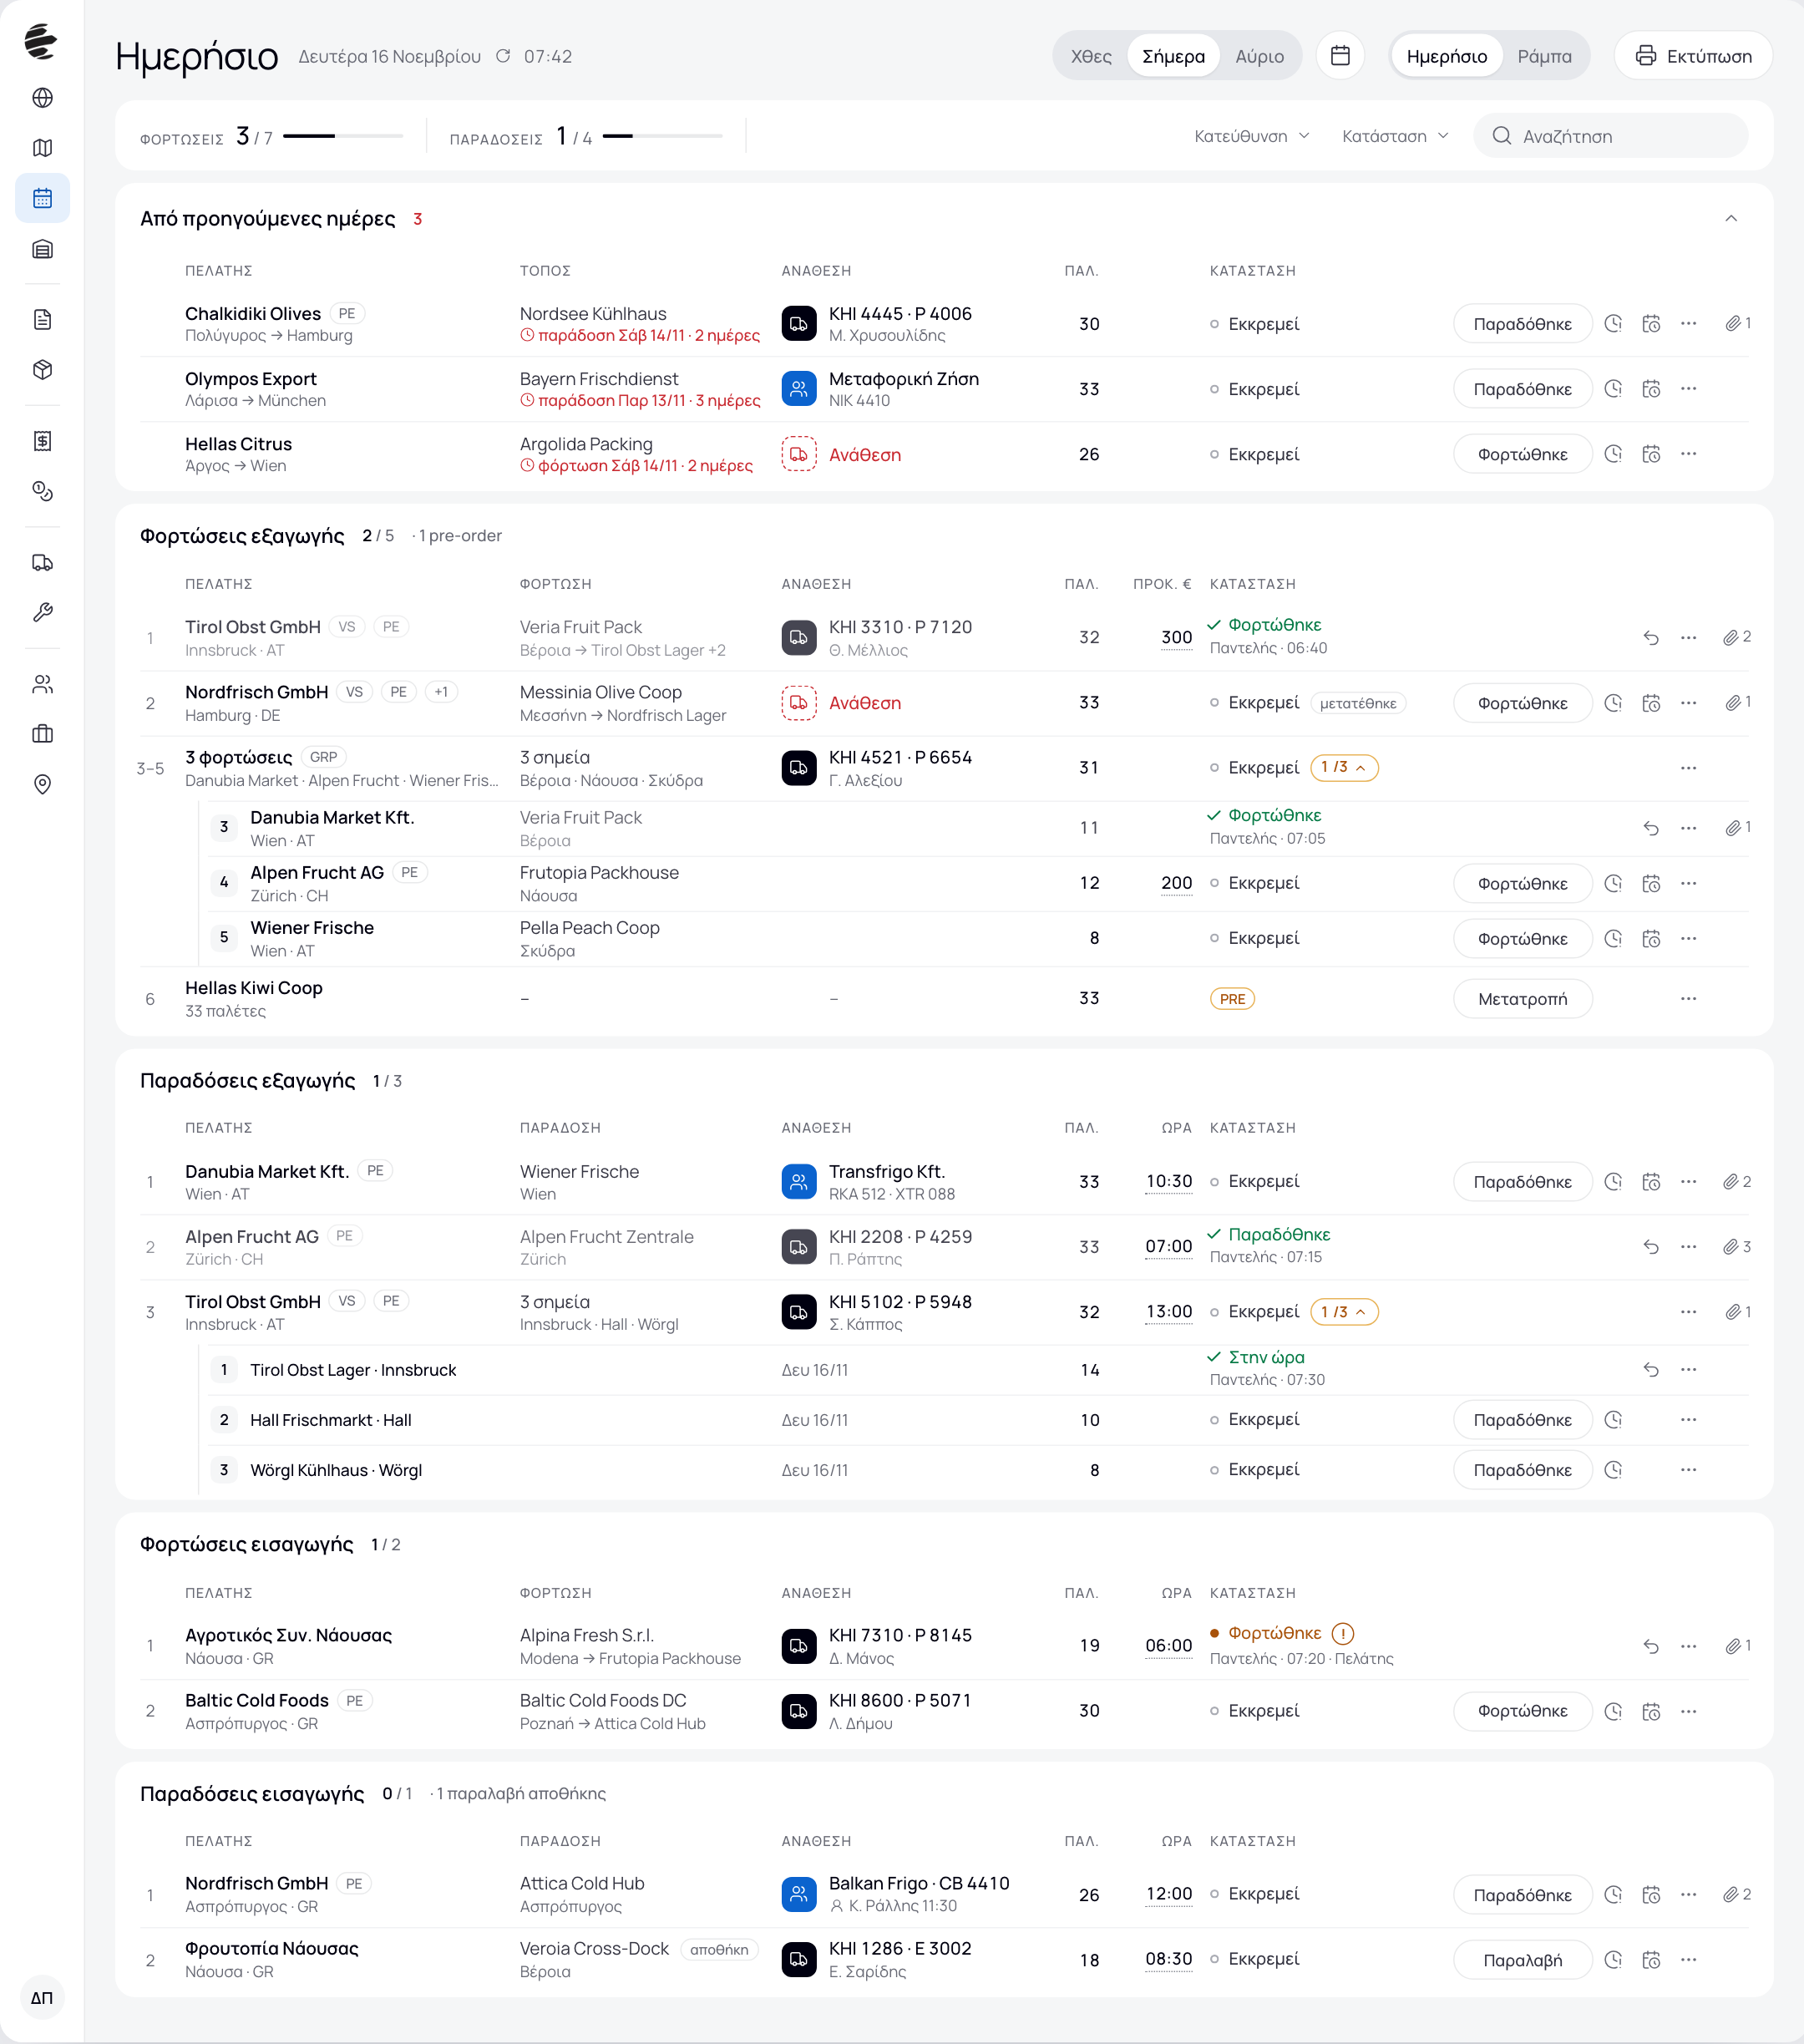 Ημερήσιο Δευτέρα 16 Νοεμβρίου 07:42 Χθες Σήμερα Αύριο Ημερήσιο Ράμπα Εκτύπωση
ΦΟΡΤΩΣΕΙΣ 3 / 7 ΠΑΡΑΔΟΣΕΙΣ 1 / 4 Κατεύθυνση Κατάσταση Αναζήτηση
Από προηγούμενες ημέρες 3
ΠΕΛΑΤΗΣ ΤΟΠΟΣ ΑΝΑΘΕΣΗ ΠΑΛ. ΚΑΤΑΣΤΑΣΗ
Chalkidiki Olives PE Nordsee Kühlhaus ΚΗΙ 4445 · Ρ 4006 30 Εκκρεμεί Παραδόθηκε 1
Πολύγυρος → Hamburg παράδοση Σάβ 14/11 · 2 ημέρες Μ. Χρυσουλίδης
Olympos Export Bayern Frischdienst Μεταφορική Ζήση 33 Εκκρεμεί Παραδόθηκε
Λάρισα → München παράδοση Παρ 13/11 · 3 ημέρες ΝΙΚ 4410
Hellas Citrus Argolida Packing Ανάθεση 26 Εκκρεμεί Φορτώθηκε
Άργος → Wien φόρτωση Σάβ 14/11 · 2 ημέρες
Φορτώσεις εξαγωγής 2 / 5 · 1 pre-order
ΠΕΛΑΤΗΣ ΦΟΡΤΩΣΗ ΑΝΑΘΕΣΗ ΠΑΛ. ΠΡΟΚ. € ΚΑΤΑΣΤΑΣΗ
1 Tirol Obst GmbH VS PE Veria Fruit Pack ΚΗΙ 3310 · Ρ 7120 32 300 Φορτώθηκε 2
Innsbruck · AT Βέροια → Tirol Obst Lager +2 Θ. Μέλλιος Παντελής · 06:40
2 Nordfrisch GmbH VS PE +1 Messinia Olive Coop Ανάθεση 33 Εκκρεμεί μετατέθηκε Φορτώθηκε 1
Hamburg · DE Μεσσήνη → Nordfrisch Lager
3–5 3 φορτώσεις GRP 3 σημεία ΚΗΙ 4521 · Ρ 6654 31 Εκκρεμεί 1 /3
Danubia Market · Alpen Frucht · Wiener Fris... Βέροια · Νάουσα · Σκύδρα Γ. Αλεξίου
3 Danubia Market Kft. Veria Fruit Pack 11 Φορτώθηκε 1
Wien · AT Βέροια Παντελής · 07:05
4 Alpen Frucht AG PE Frutopia Packhouse 12 200 Εκκρεμεί Φορτώθηκε
Zürich · CH Νάουσα
5 Wiener Frische Pella Peach Coop 8 Εκκρεμεί Φορτώθηκε
Wien · AT Σκύδρα
6 Hellas Kiwi Coop – – 33 PRE Μετατροπή
33 παλέτες
Παραδόσεις εξαγωγής 1 / 3
ΠΕΛΑΤΗΣ ΠΑΡΑΔΟΣΗ ΑΝΑΘΕΣΗ ΠΑΛ. ΩΡΑ ΚΑΤΑΣΤΑΣΗ
1 Danubia Market Kft. PE Wiener Frische Transfrigo Kft. 33 10:30 Εκκρεμεί Παραδόθηκε 2
Wien · AT Wien RKA 512 · XTR 088
2 Alpen Frucht AG PE Alpen Frucht Zentrale ΚΗΙ 2208 · Ρ 4259 33 07:00 Παραδόθηκε 3
Zürich · CH Zürich Π. Ράπτης Παντελής · 07:15
3 Tirol Obst GmbH VS PE 3 σημεία ΚΗΙ 5102 · Ρ 5948 32 13:00 Εκκρεμεί 1 /3 1
Innsbruck · AT Innsbruck · Hall · Wörgl Σ. Κάππος
1 Tirol Obst Lager · Innsbruck Δευ 16/11 14 Στην ώρα
Παντελής · 07:30
2 Hall Frischmarkt · Hall Δευ 16/11 10 Εκκρεμεί Παραδόθηκε
3 Wörgl Kühlhaus · Wörgl Δευ 16/11 8 Εκκρεμεί Παραδόθηκε
Φορτώσεις εισαγωγής 1 / 2
ΠΕΛΑΤΗΣ ΦΟΡΤΩΣΗ ΑΝΑΘΕΣΗ ΠΑΛ. ΩΡΑ ΚΑΤΑΣΤΑΣΗ
1 Αγροτικός Συν. Νάουσας Alpina Fresh S.r.l. ΚΗΙ 7310 · Ρ 8145 19 06:00 Φορτώθηκε 1
Νάουσα · GR Modena → Frutopia Packhouse Δ. Μάνος Παντελής · 07:20 · Πελάτης
2 Baltic Cold Foods PE Baltic Cold Foods DC ΚΗΙ 8600 · Ρ 5071 30 Εκκρεμεί Φορτώθηκε
Ασπρόπυργος · GR Poznań → Attica Cold Hub Λ. Δήμου
Παραδόσεις εισαγωγής 0 / 1 · 1 παραλαβή αποθήκης
ΠΕΛΑΤΗΣ ΠΑΡΑΔΟΣΗ ΑΝΑΘΕΣΗ ΠΑΛ. ΩΡΑ ΚΑΤΑΣΤΑΣΗ
1 Nordfrisch GmbH PE Attica Cold Hub Balkan Frigo · CB 4410 26 12:00 Εκκρεμεί Παραδόθηκε 2
Ασπρόπυργος · GR Ασπρόπυργος Κ. Ράλλης 11:30
2 Φρουτοπία Νάουσας Veroia Cross-Dock αποθήκη ΚΗΙ 1286 · Ε 3002 18 08:30 Εκκρεμεί Παραλαβή
Νάουσα · GR Βέροια Ε. Σαρίδης
ΔΠ